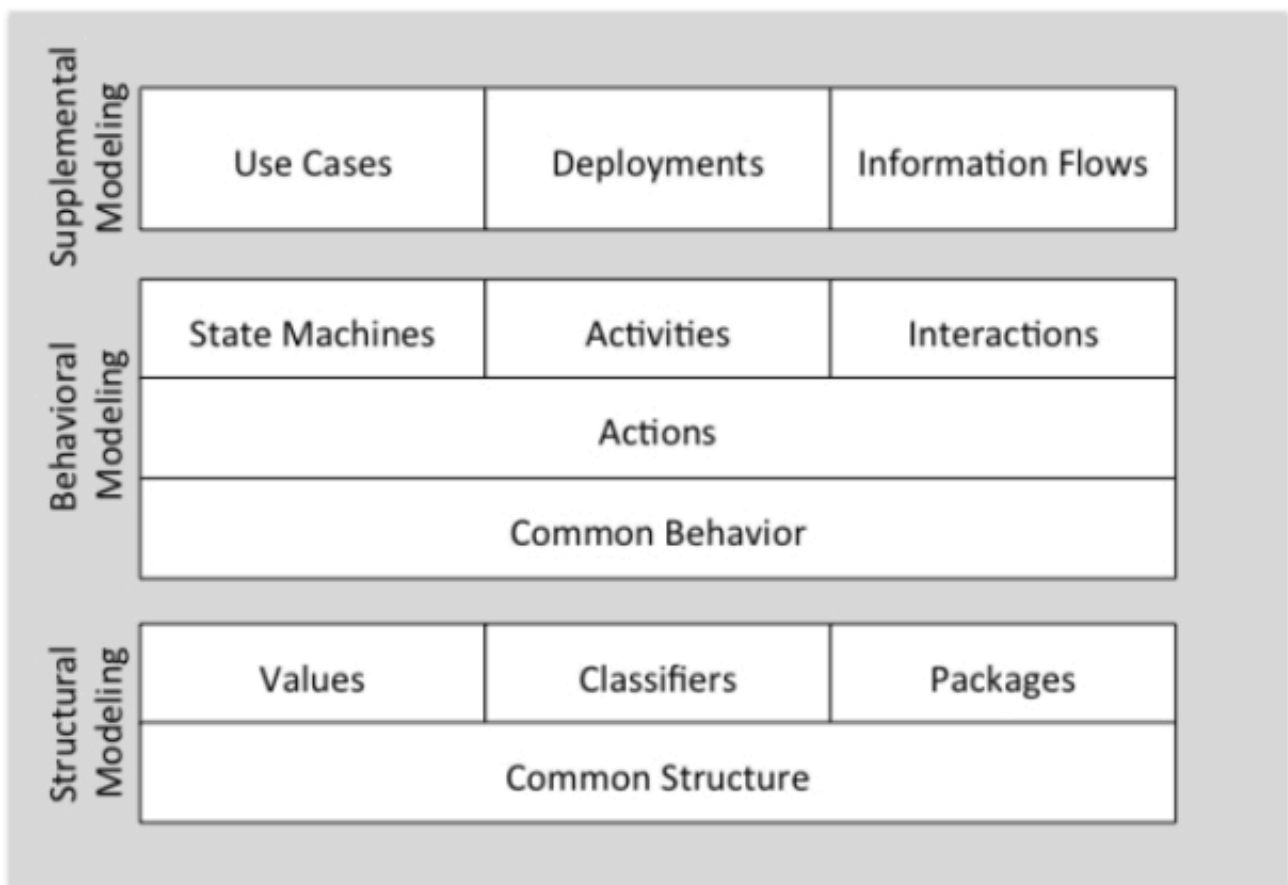 Supplemental
Modeling
Use Cases
Deployments
Information Flows
Behavioral
Modeling
State Machines
Activities
Interactions
Actions
Common Behavior
Structural
Modeling
Values
Classifiers
Packages
Common Structure